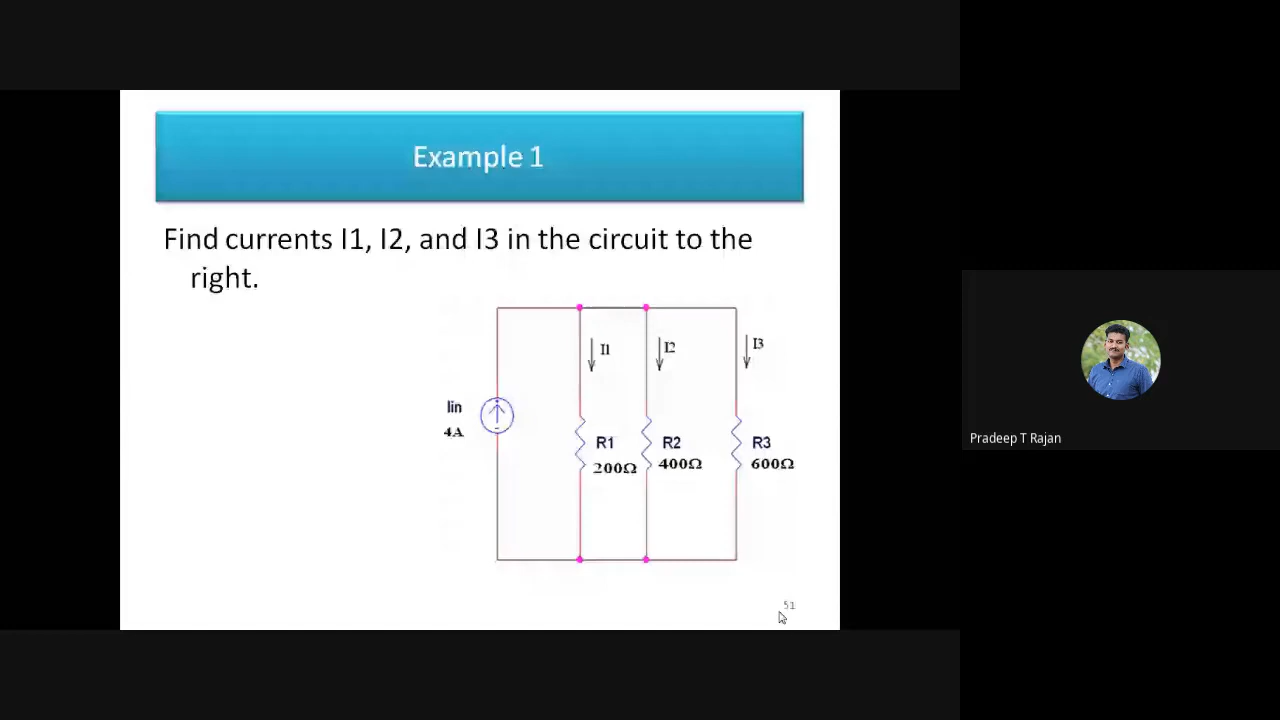 Example 1
Find currents I1, I2, and I3 in the circuit to the
right.
I1
I2
I3
Iin
4A
R1
200Ω
R2
400Ω
R3
600Ω
51
Pradeep T Rajan